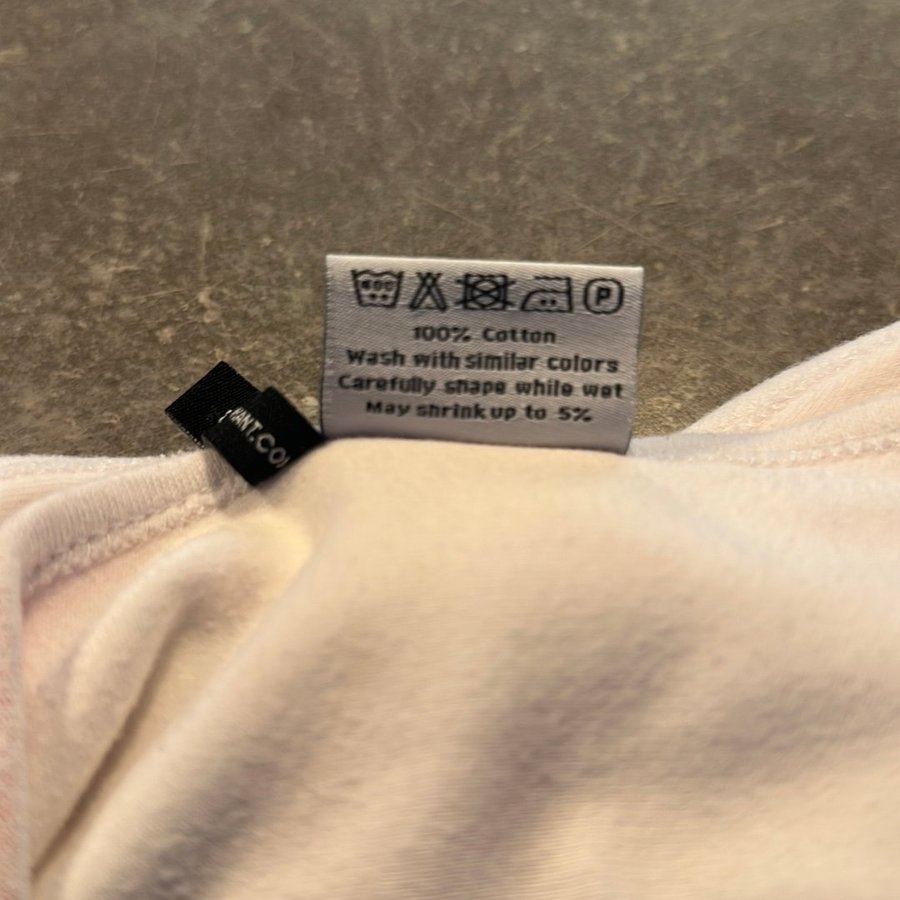 P
100% Cotton
Wash with similar colors
Carefully shape while wet
May shrink up to 5%